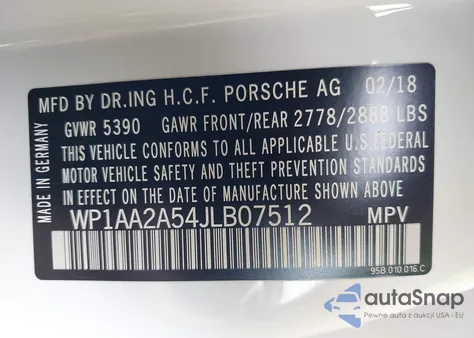 MFD BY DR.ING H.C.F. PORSCHE AG 02/18
GVWR 5390 GAWR FRONT/REAR 2778/2888 LBS
THIS VEHICLE CONFORMS TO ALL APPLICABLE U.S.FEDERAL
MOTOR VEHICLE SAFETY AND THEFT PREVENTION STANDARDS
IN EFFECT ON THE DATE OF MANUFACTURE SHOWN ABOVE.
WP1AA2A54JLB07512 MPV
MADE IN GERMANY
95B.010.016.C
autoSnap
Pewne auta z aukcji USA i EU